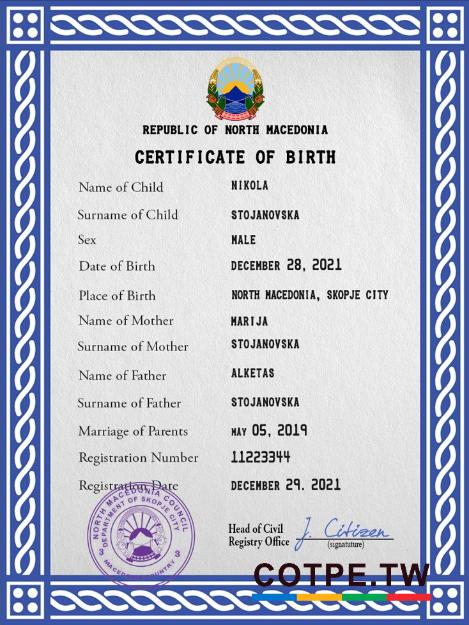 REPUBLIC OF NORTH MACEDONIA
CERTIFICATE OF BIRTH
Name of Child NIKOLA
Surname of Child STOJANOVSKA
Sex MALE
Date of Birth DECEMBER 28, 2021
Place of Birth NORTH MACEDONIA, SKOPJE CITY
Name of Mother MARIJA
Surname of Mother STOJANOVSKA
Name of Father ALKETAS
Surname of Father STOJANOVSKA
Marriage of Parents MAY 05, 2019
Registration Number 11223344
Registration Date DECEMBER 29. 2021
NORTH MACEDONIA COUNCIL
DEPARTMENT OF SKOPJE CITY
3 3
MACEDONIA COUNTRY
Head of Civil
Registry Office J. Citizen
(signatuture)
COTPE.TW